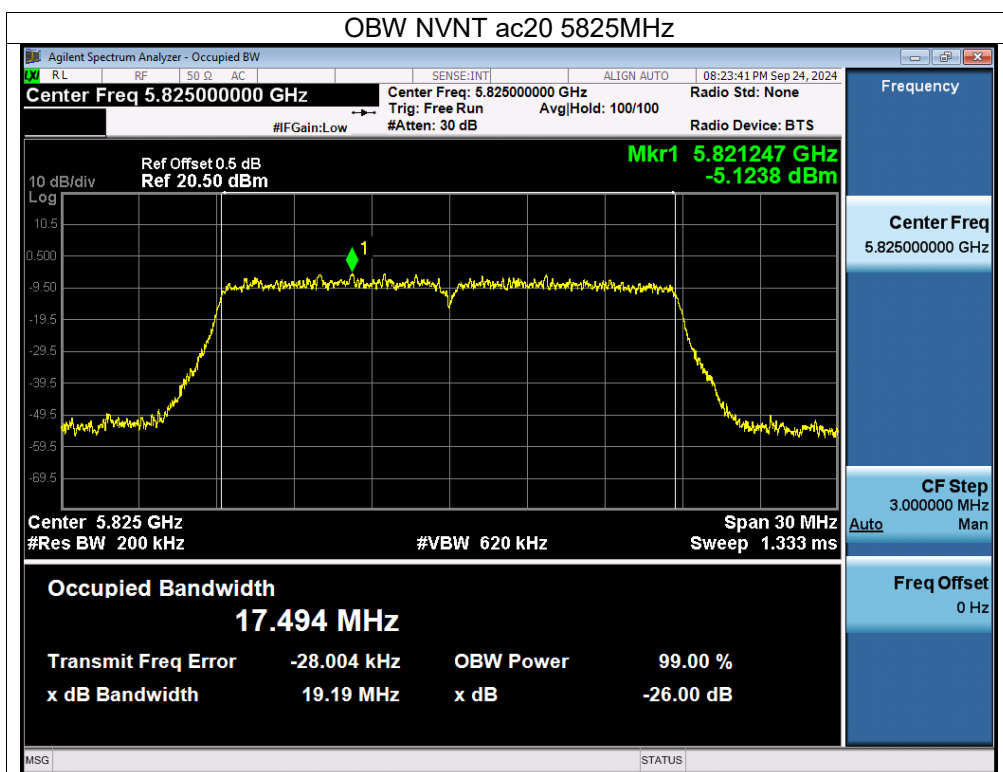 OBW NVNT ac20 5825MHz
Agilent Spectrum Analyzer - Occupied BW
LXI RL RF 50 Ω AC SENSE:INT ALIGN AUTO 08:23:41 PM Sep 24, 2024
Center Freq 5.825000000 GHz
Center Freq: 5.825000000 GHz Radio Std: None
Trig: Free Run Avg|Hold: 100/100
#IFGain:Low #Atten: 30 dB Radio Device: BTS
Ref Offset 0.5 dB Mkr1 5.821247 GHz
10 dB/div Ref 20.50 dBm -5.1238 dBm
Log
10.5
0.500
1
-9.50
-19.5
-29.5
-39.5
-49.5
-59.5
-69.5
Center 5.825 GHz Span 30 MHz
#Res BW 200 kHz #VBW 620 kHz Sweep 1.333 ms
Occupied Bandwidth
17.494 MHz
Transmit Freq Error -28.004 kHz OBW Power 99.00 %
x dB Bandwidth 19.19 MHz x dB -26.00 dB
MSG STATUS
Frequency
Center Freq
5.825000000 GHz
CF Step
3.000000 MHz
Auto Man
Freq Offset
0 Hz